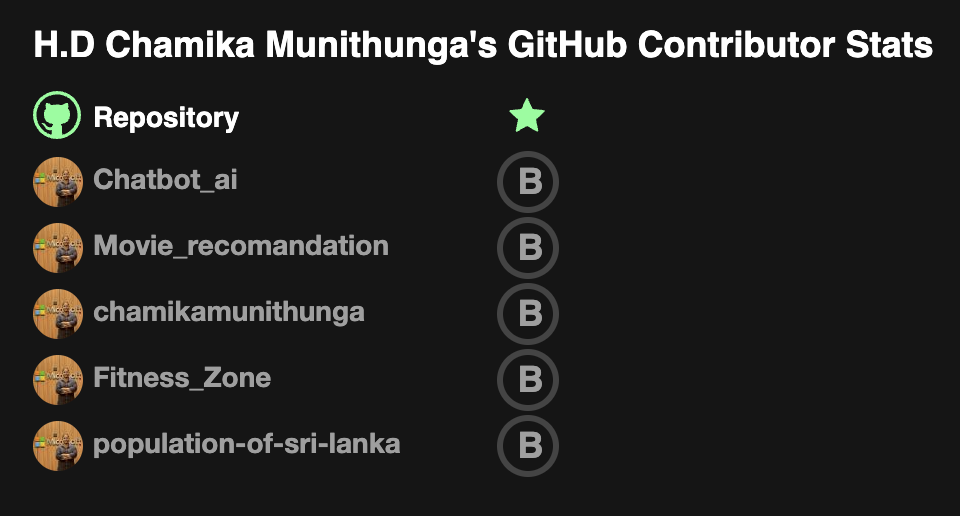 H.D Chamika Munithunga's GitHub Contributor Stats
Repository
Chatbot_ai B
Movie_recomandation B
chamikamunithunga B
Fitness_Zone B
population-of-sri-lanka B